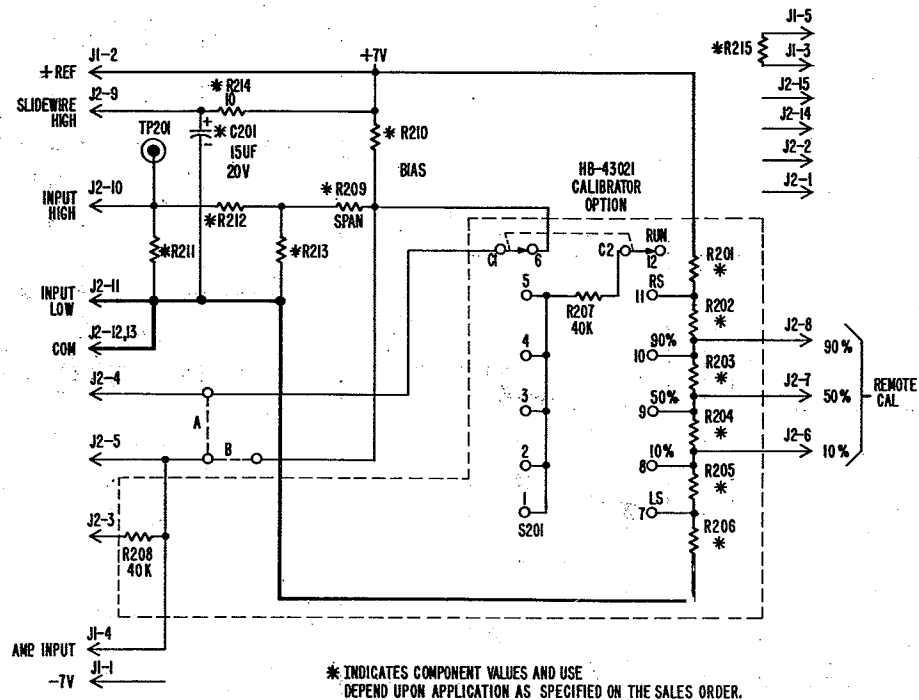 J1-5
*R215
J1-3
J2-15
J2-14
J2-2
J2-1
J1-2
+REF
+7V
J2-9
SLIDEWIRE
HIGH
* R214
10
TP201
* C201
+
-
15UF
20V
* R210
BIAS
HB-43021
CALIBRATOR
OPTION
J2-10
INPUT
HIGH
*R212
*R209
SPAN
*R211
*R213
C1
6
C2
RUN
12
R201
*
J2-11
INPUT
LOW
5
R207
40K
RS
11
R202
*
J2-12,13
COM
4
90%
10
R203
*
J2-8
90%
J2-4
A
3
50%
9
R204
*
J2-7
50%
REMOTE
CAL
J2-5
B
2
10%
8
R205
*
J2-6
10%
J2-3
R208
40K
1
S201
LS
7
R206
*
J1-4
AMP INPUT
J1-1
-7V
* INDICATES COMPONENT VALUES AND USE
DEPEND UPON APPLICATION AS SPECIFIED ON THE SALES ORDER.